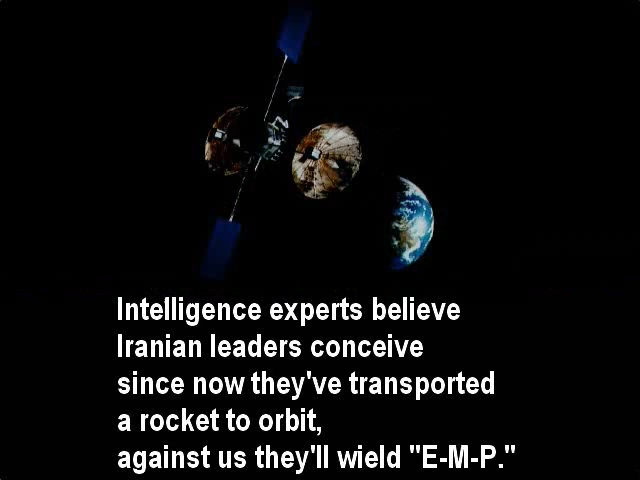 Intelligence experts believe
Iranian leaders conceive
since now they've transported
a rocket to orbit,
against us they'll wield "E-M-P."